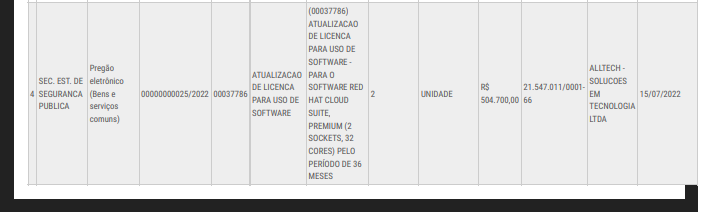 4
SEC. EST. DE
SEGURANCA
PUBLICA
Pregão
eletrônico
(Bens e
serviços
comuns)
00000000025/2022
00037786
ATUALIZACAO
DE LICENCA
PARA USO DE
SOFTWARE
(00037786)
ATUALIZACAO
DE LICENCA
PARA USO DE
SOFTWARE -
PARA O
SOFTWARE RED
HAT CLOUD
SUITE,
PREMIUM (2
SOCKETS, 32
CORES) PELO
PERÍODO DE 36
MESES
2
UNIDADE
R$
504.700,00
21.547.011/0001-
66
ALLTECH -
SOLUCOES
EM
TECNOLOGIA
LTDA
15/07/2022